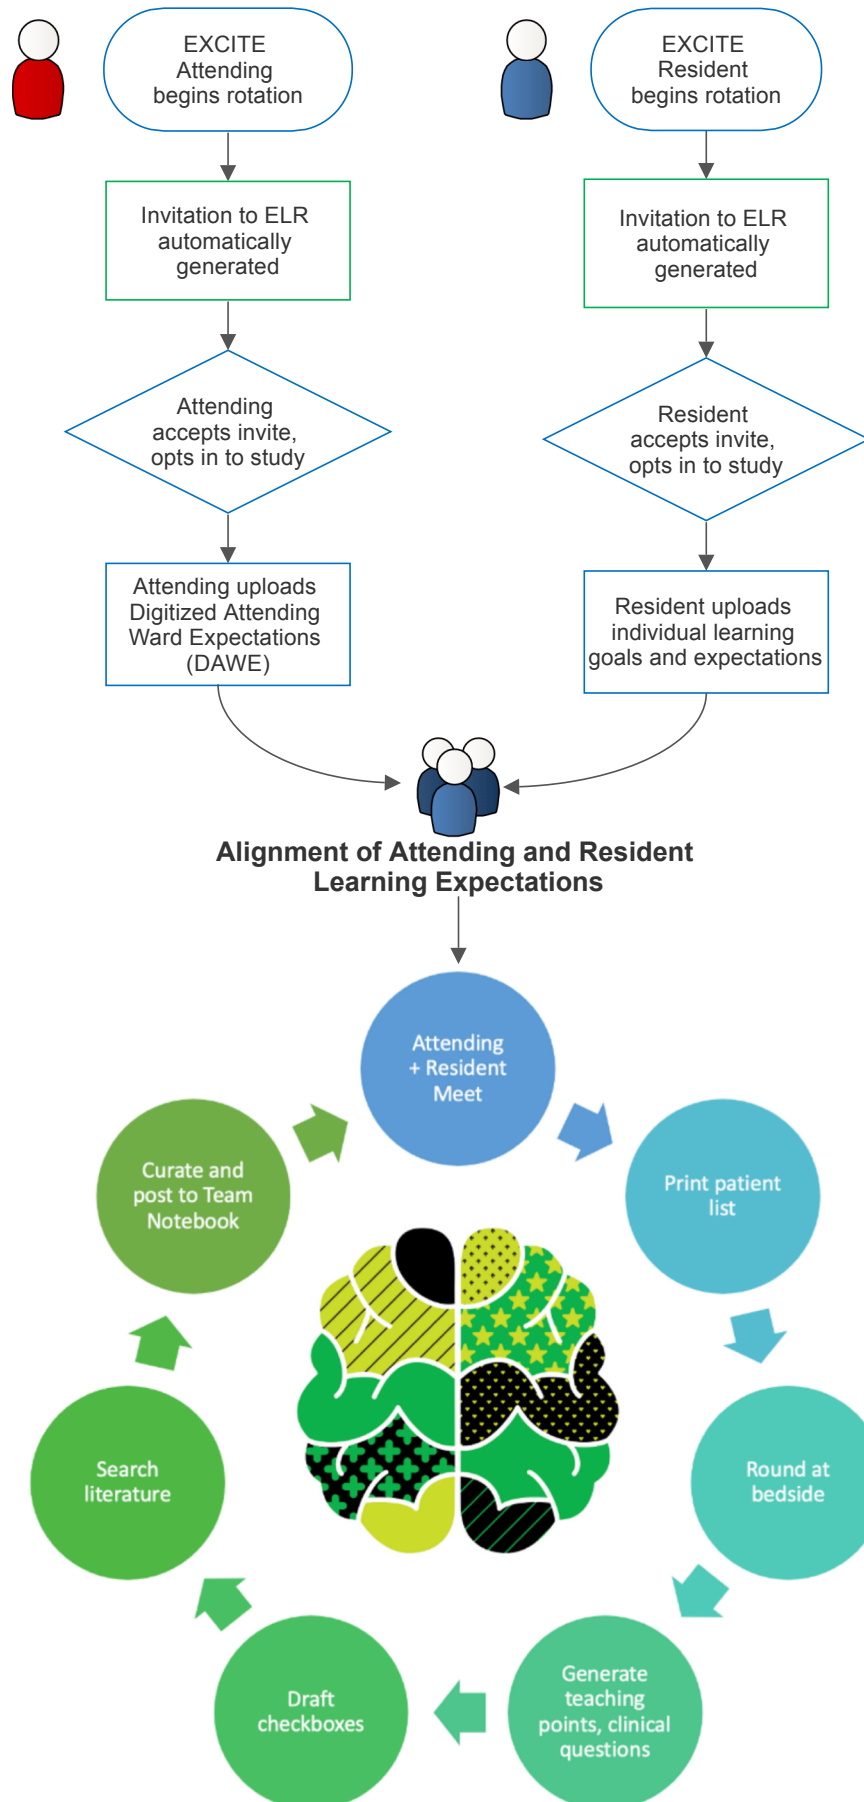 EXCITE
Attending
begins rotation
EXCITE
Resident
begins rotation
Invitation to ELR
automatically
generated
Invitation to ELR
automatically
generated
Attending
accepts invite,
opts in to study
Resident
accepts invite,
opts in to study
Attending uploads
Digitized Attending
Ward Expectations
(DAWE)
Resident uploads
individual learning
goals and expectations
Alignment of Attending and Resident
Learning Expectations
Attending
+ Resident
Meet
Print patient
list
Round at
bedside
Generate
teaching
points, clinical
questions
Draft
checkboxes
Search
literature
Curate and
post to Team
Notebook